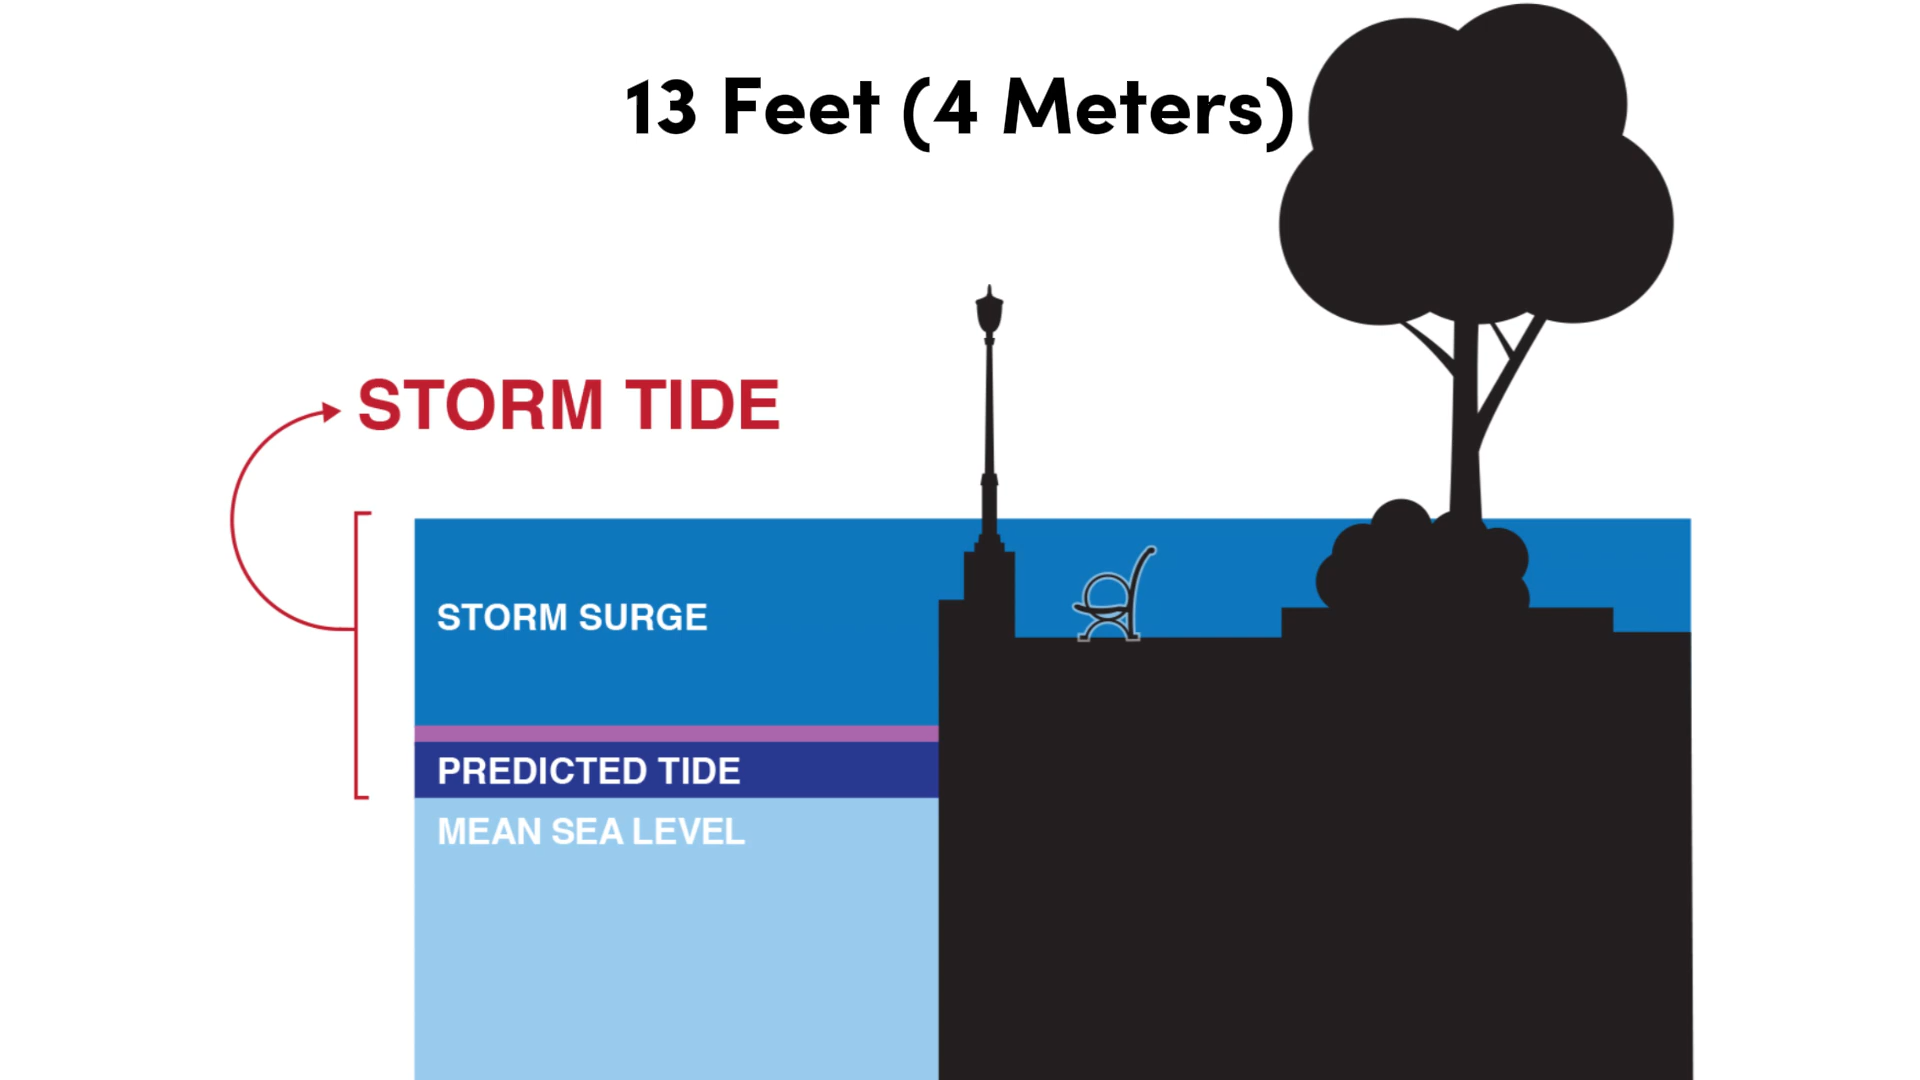 13 Feet (4 Meters)
STORM TIDE
STORM SURGE
PREDICTED TIDE
MEAN SEA LEVEL